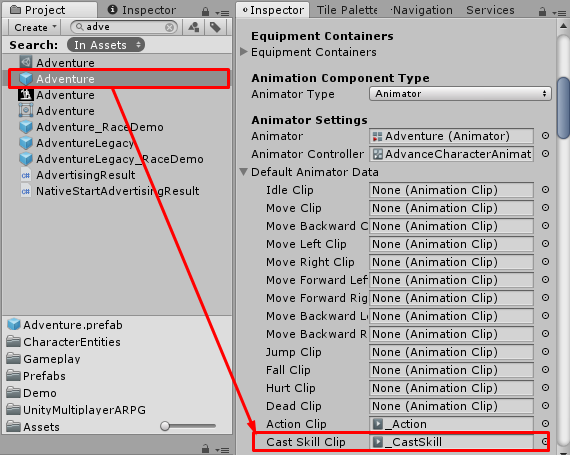 Project
Inspector
Create
adve
Search:
In Assets
Adventure
Adventure
Adventure
Adventure
Adventure_RaceDemo
AdventureLegacy
AdventureLegacy_RaceDemo
AdvertisingResult
NativeStartAdvertisingResult
Adventure.prefab
CharacterEntities
Gameplay
Prefabs
Demo
UnityMultiplayerARPG
Assets
Inspector
Tile Palette
Navigation
Services
Equipment Containers
Equipment Containers
Animation Component Type
Animator Type Animator
Animator Settings
Animator Adventure (Animator)
Animator Controller AdvanceCharacterAnimat
Default Animator Data
Idle Clip None (Animation Clip)
Move Clip None (Animation Clip)
Move Backward C None (Animation Clip)
Move Left Clip None (Animation Clip)
Move Right Clip None (Animation Clip)
Move Forward Left None (Animation Clip)
Move Forward Rig None (Animation Clip)
Move Backward L None (Animation Clip)
Move Backward R None (Animation Clip)
Jump Clip None (Animation Clip)
Fall Clip None (Animation Clip)
Hurt Clip None (Animation Clip)
Dead Clip None (Animation Clip)
Action Clip _Action
Cast Skill Clip _CastSkill